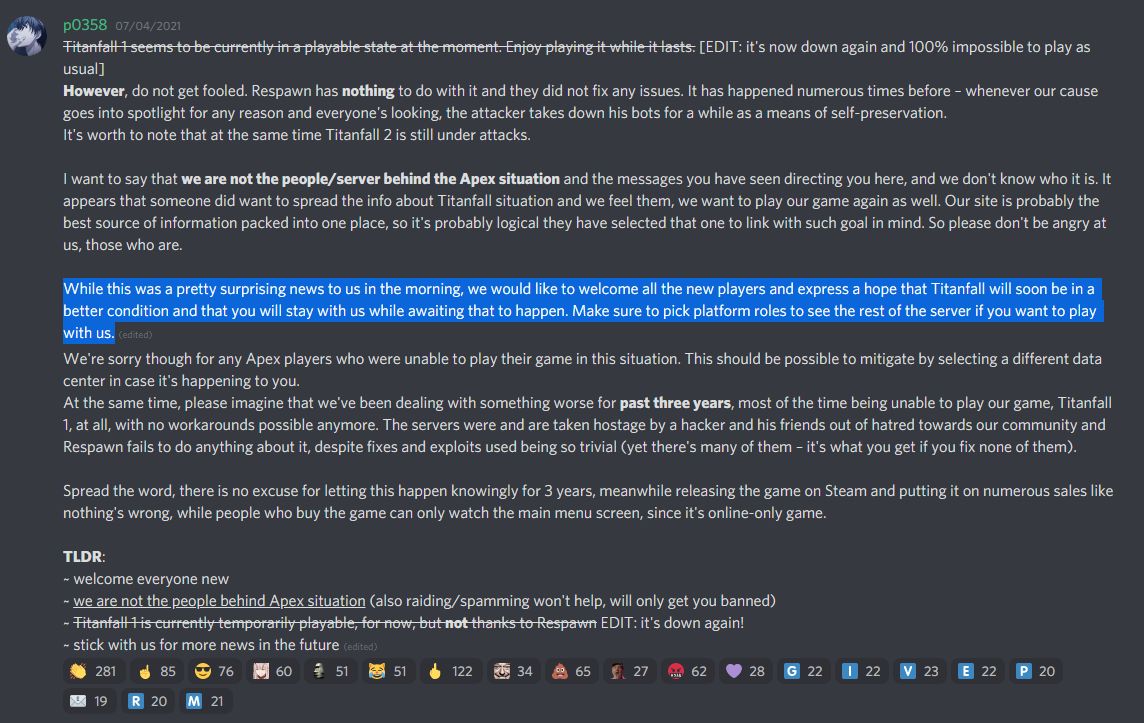 p0358 07/04/2021
Titanfall 1 seems to be currently in a playable state at the moment. Enjoy playing it while it lasts. [EDIT: it's now down again and 100% impossible to play as
usual]
However, do not get fooled. Respawn has nothing to do with it and they did not fix any issues. It has happened numerous times before – whenever our cause
goes into spotlight for any reason and everyone's looking, the attacker takes down his bots for a while as a means of self-preservation.
It's worth to note that at the same time Titanfall 2 is still under attacks.
I want to say that we are not the people/server behind the Apex situation and the messages you have seen directing you here, and we don't know who it is. It
appears that someone did want to spread the info about Titanfall situation and we feel them, we want to play our game again as well. Our site is probably the
best source of information packed into one place, so it's probably logical they have selected that one to link with such goal in mind. So please don't be angry at
us, those who are.
While this was a pretty surprising news to us in the morning, we would like to welcome all the new players and express a hope that Titanfall will soon be in a
better condition and that you will stay with us while awaiting that to happen. Make sure to pick platform roles to see the rest of the server if you want to play
with us. (edited)
We're sorry though for any Apex players who were unable to play their game in this situation. This should be possible to mitigate by selecting a different data
center in case it's happening to you.
At the same time, please imagine that we've been dealing with something worse for past three years, most of the time being unable to play our game, Titanfall
1, at all, with no workarounds possible anymore. The servers were and are taken hostage by a hacker and his friends out of hatred towards our community and
Respawn fails to do anything about it, despite fixes and exploits used being so trivial (yet there's many of them – it's what you get if you fix none of them).
Spread the word, there is no excuse for letting this happen knowingly for 3 years, meanwhile releasing the game on Steam and putting it on numerous sales like
nothing's wrong, while people who buy the game can only watch the main menu screen, since it's online-only game.
TLDR:
~ welcome everyone new
~ we are not the people behind Apex situation (also raiding/spamming won't help, will only get you banned)
~ Titanfall 1 is currently temporarily playable, for now, but not thanks to Respawn EDIT: it's down again!
~ stick with us for more news in the future (edited)
281 85 76 60 51 51 122 34 65 27 62 28 G 22 I 22 V 23 E 22 P 20
19 R 20 M 21